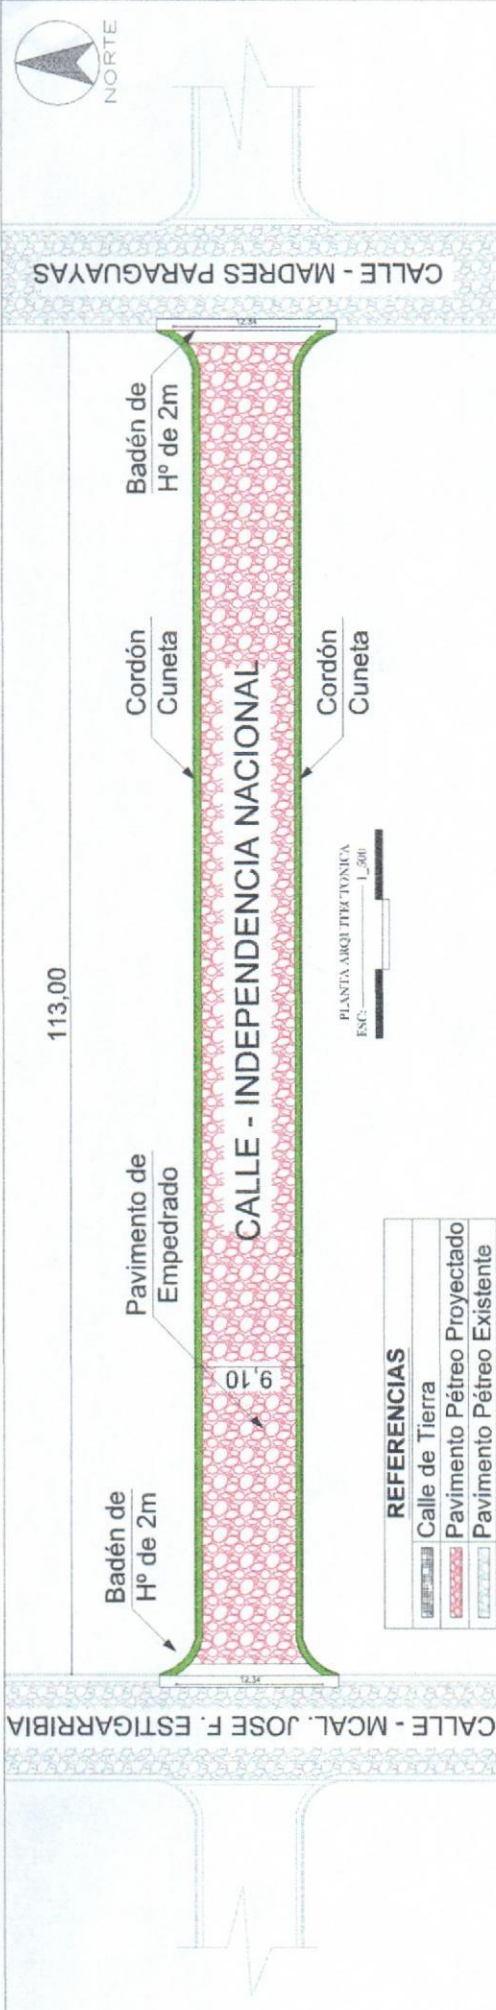 NORTE
CALLE - MADRES PARAGUAYAS
12.34
Badén de
Hº de 2m
113,00
Cordón
Cuneta
CALLE - INDEPENDENCIA NACIONAL
Cordón
Cuneta
Pavimento de
Empedrado
9,10
Badén de
Hº de 2m
12.34
CALLE - MCAL. JOSE F. ESTIGARRIBIA
PLANTA ARQUITECTONICA
ESC: 1_500
REFERENCIAS
Calle de Tierra
Pavimento Pétreo Proyectado
Pavimento Pétreo Existente